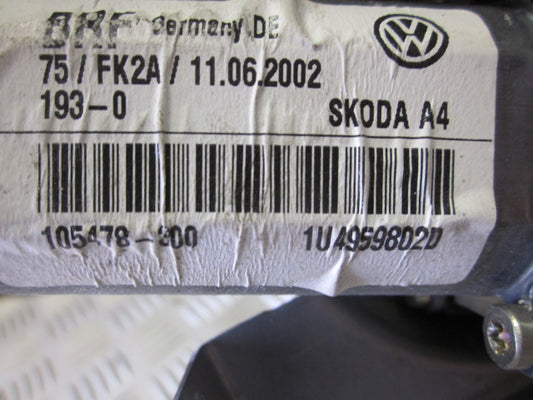 Germany, DE
75 / FK2A / 11.06.2002
193-0 SKODA A4
105478-300 1U4959802D